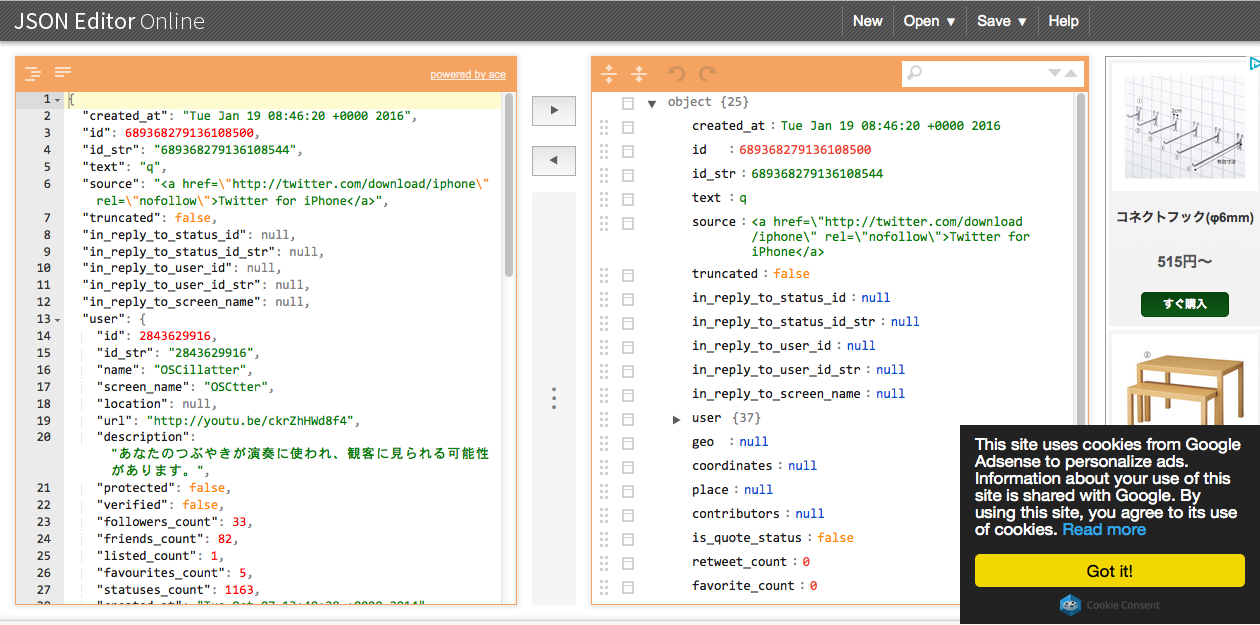 JSON Editor Online
New Open ▼ Save ▼ Help
powered by ace
1 {
2 "created_at": "Tue Jan 19 08:46:20 +0000 2016",
3 "id": 689368279136108500,
4 "id_str": "689368279136108544",
5 "text": "q",
6 "source": "<a href=\"http://twitter.com/download/iphone\"
rel=\"nofollow\">Twitter for iPhone</a>",
7 "truncated": false,
8 "in_reply_to_status_id": null,
9 "in_reply_to_status_id_str": null,
10 "in_reply_to_user_id": null,
11 "in_reply_to_user_id_str": null,
12 "in_reply_to_screen_name": null,
13 "user": {
14 "id": 2843629916,
15 "id_str": "2843629916",
16 "name": "OSCillatter",
17 "screen_name": "OSCtter",
18 "location": null,
19 "url": "http://youtu.be/ckrZhHWd8f4",
20 "description":
"あなたのつぶやきが演奏に使われ、観客に見られる可能性
があります。",
21 "protected": false,
22 "verified": false,
23 "followers_count": 33,
24 "friends_count": 82,
25 "listed_count": 1,
26 "favourites_count": 5,
27 "statuses_count": 1163,
object {25}
created_at : Tue Jan 19 08:46:20 +0000 2016
id : 689368279136108500
id_str : 689368279136108544
text : q
source : <a href=\"http://twitter.com/download
/iphone\" rel=\"nofollow\">Twitter for
iPhone</a>
truncated : false
in_reply_to_status_id : null
in_reply_to_status_id_str : null
in_reply_to_user_id : null
in_reply_to_user_id_str : null
in_reply_to_screen_name : null
user {37}
geo : null
coordinates : null
place : null
contributors : null
is_quote_status : false
retweet_count : 0
favorite_count : 0
2cm
コネクトフック(φ6mm)
515円〜
すぐ購入
②
This site uses cookies from Google
Adsense to personalize ads.
Information about your use of this
site is shared with Google. By
using this site, you agree to its use
of cookies. Read more
Got it!
Cookie Consent